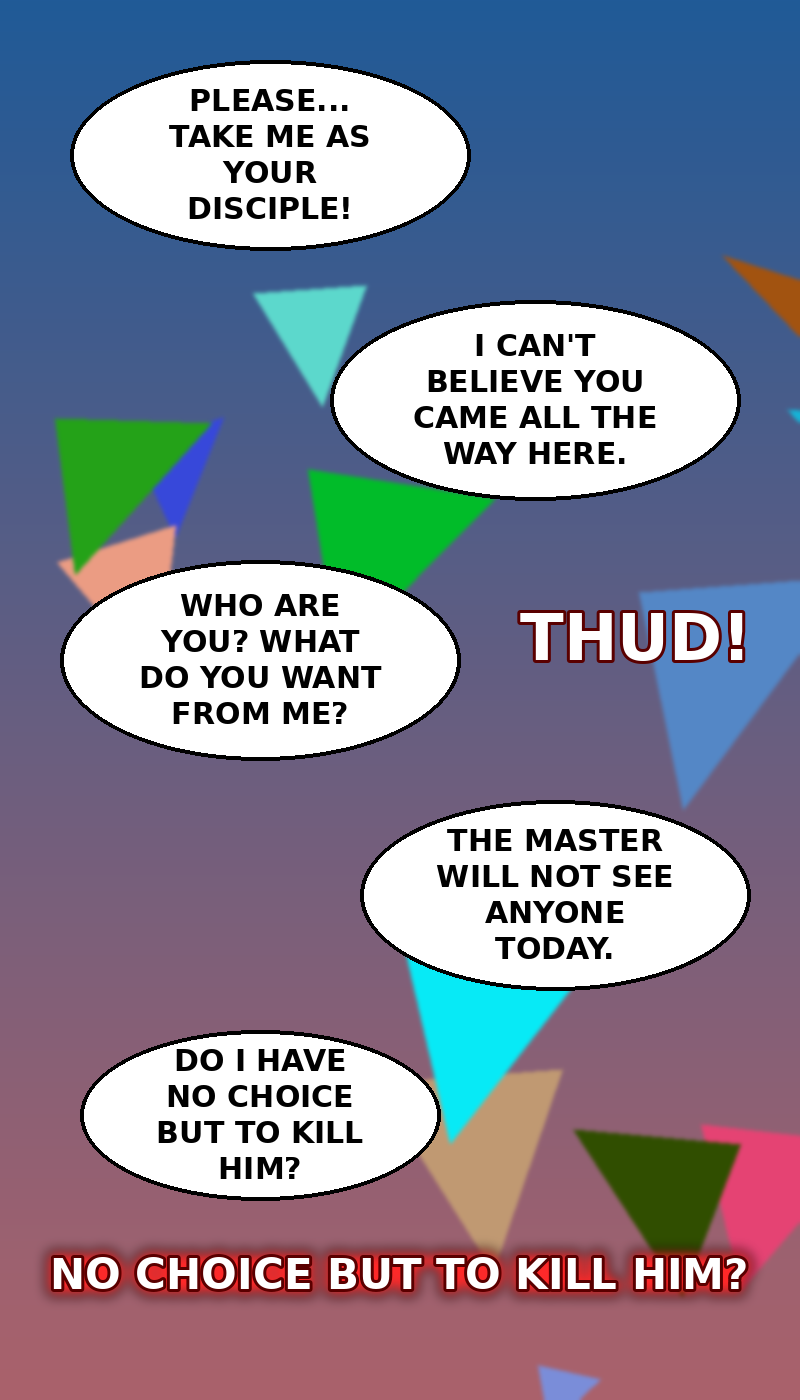 PLEASE...
TAKE ME AS
YOUR
DISCIPLE!
I CAN'T
BELIEVE YOU
CAME ALL THE
WAY HERE.
WHO ARE
YOU? WHAT
DO YOU WANT
FROM ME?
THUD!
THE MASTER
WILL NOT SEE
ANYONE
TODAY.
DO I HAVE
NO CHOICE
BUT TO KILL
HIM?
NO CHOICE BUT TO KILL HIM?